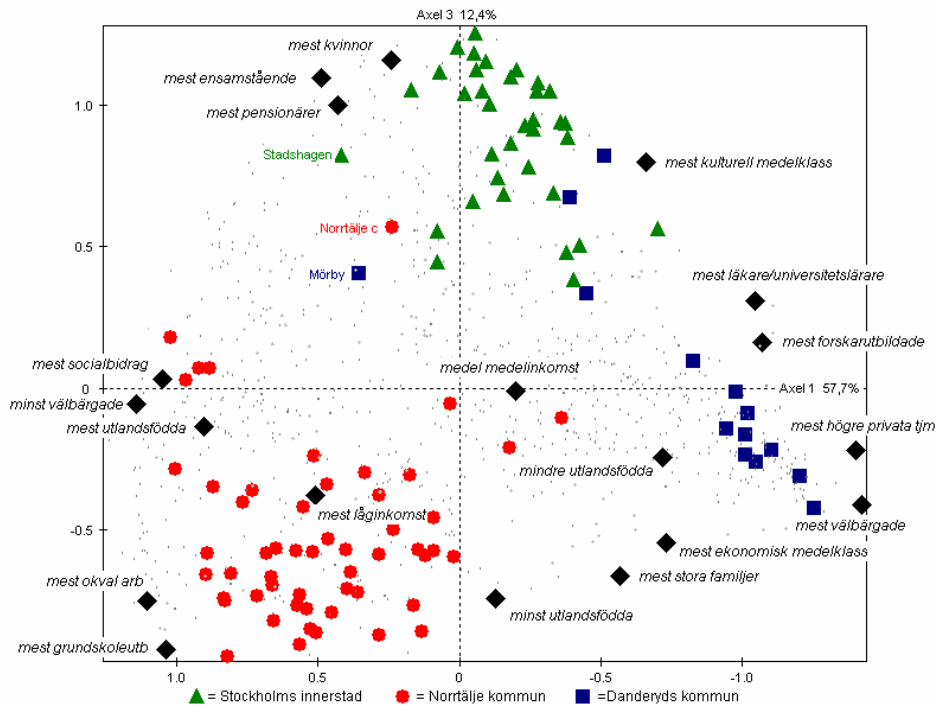 Axel 3 12,4%
mest kvinnor
mest ensamstående
1.0
mest pensionärer
Stadshagen
mest kulturell medelklass
Norrtälje c
0.5
Mörby
mest läkare/universitetslärare
mest forskarutbildade
mest socialbidrag
medel medelinkomst
0
Axel 1 57,7%
minst välbärgade
mest utlandsfödda
mest högre privata tjm
mindre utlandsfödda
mest låginkomst
mest välbärgade
-0.5
mest ekonomisk medelklass
mest stora familjer
mest okval arb
minst utlandsfödda
mest grundskoleutb
1.0 0.5 0 -0.5 -1.0
= Stockholms innerstad = Norrtälje kommun =Danderyds kommun